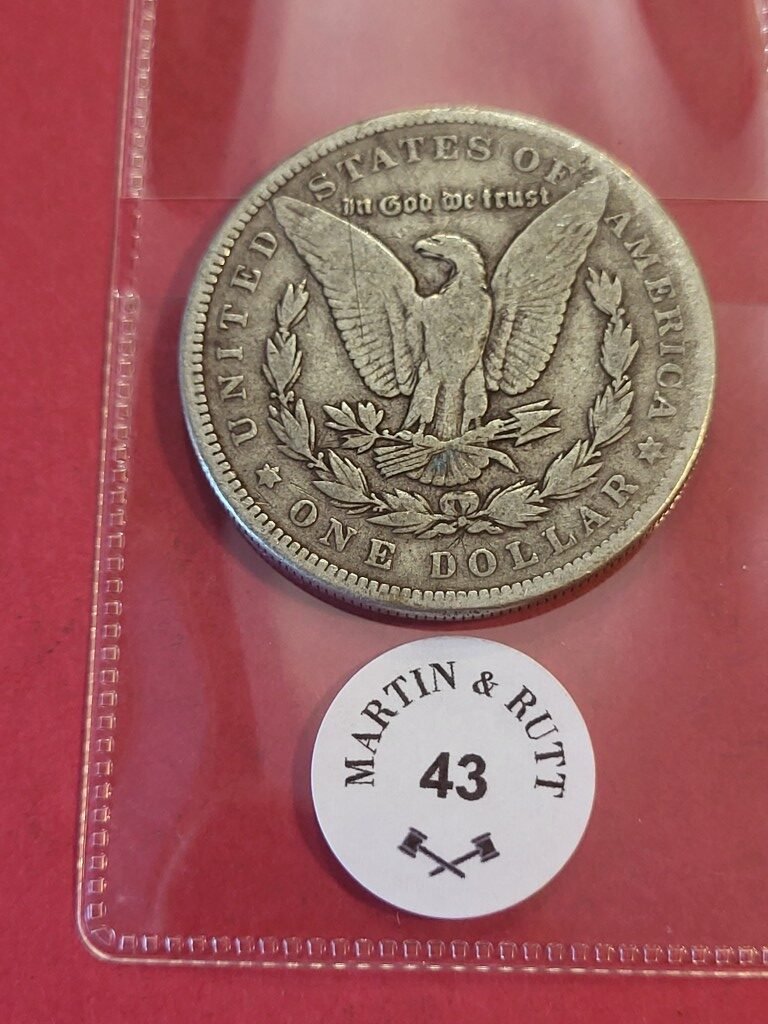 UNITED STATES OF AMERICA
In God we trust
ONE DOLLAR
MARTIN & RUTT
43